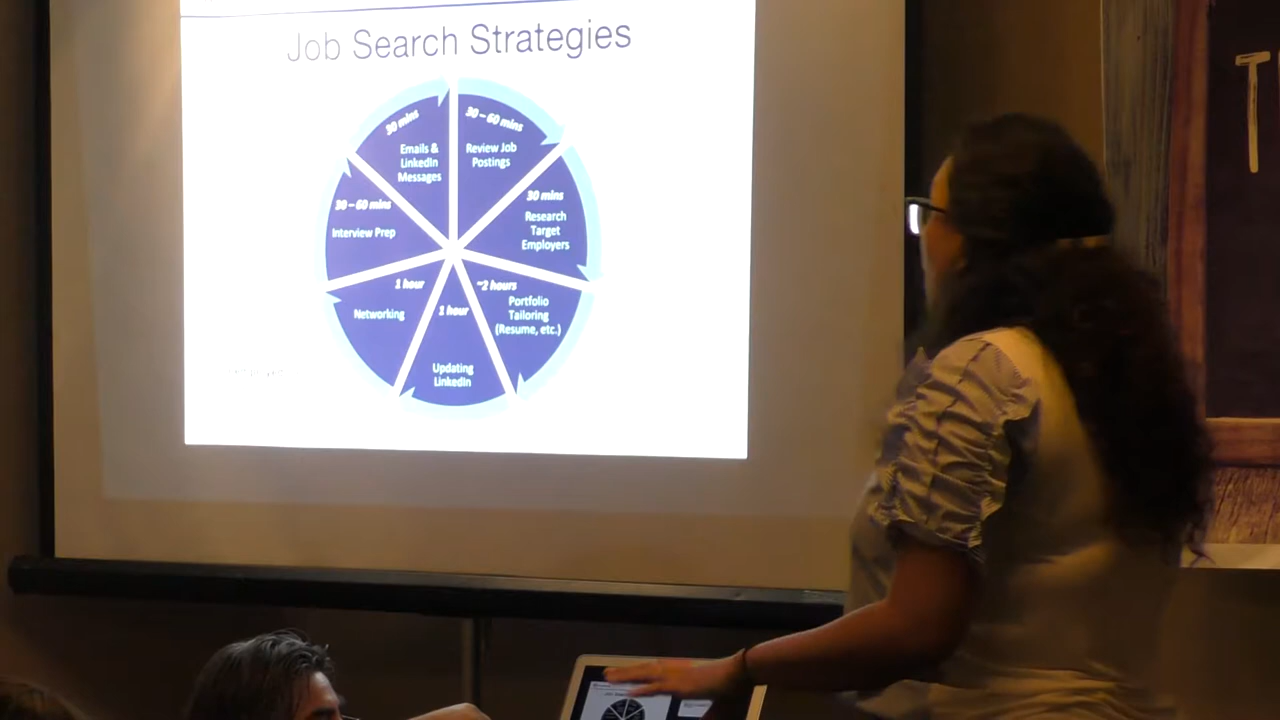 Job Search Strategies
30 – 60 mins
Review Job
Postings
30 mins
Research
Target
Employers
~2 hours
Portfolio
Tailoring
(Resume, etc.)
1 hour
Updating
LinkedIn
1 hour
Networking
30 – 60 mins
Interview Prep
30 mins
Emails &
LinkedIn
Messages
T